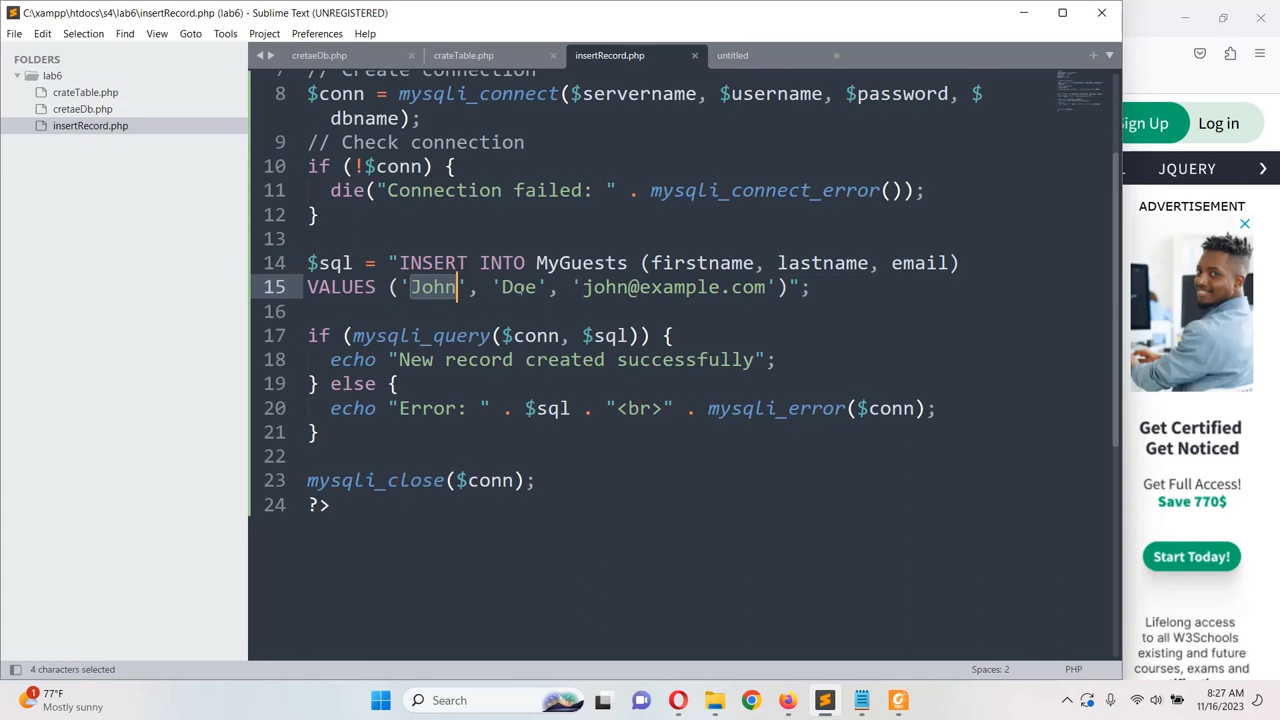 C:\xampp\htdocs\s4\lab6\insertRecord.php (lab6) - Sublime Text (UNREGISTERED)
File Edit Selection Find View Goto Tools Project Preferences Help
FOLDERS
lab6
crateTable.php
cretaeDb.php
insertRecord.php
cretaeDb.php crateTable.php insertRecord.php untitled
7 // Create connection
8 $conn = mysqli_connect($servername, $username, $password, $
dbname);
9 // Check connection
10 if (!$conn) {
11 die("Connection failed: " . mysqli_connect_error());
12 }
13
14 $sql = "INSERT INTO MyGuests (firstname, lastname, email)
15 VALUES ('John', 'Doe', 'john@example.com')";
16
17 if (mysqli_query($conn, $sql)) {
18 echo "New record created successfully";
19 } else {
20 echo "Error: " . $sql . "<br>" . mysqli_error($conn);
21 }
22
23 mysqli_close($conn);
24 ?>
4 characters selected
Spaces: 2
PHP
Sign Up
Log in
JQUERY
ADVERTISEMENT
Get Certified
Get Noticed
Get Full Access!
Save 770$
Start Today!
Lifelong access
to all W3Schools
existing and future
courses, exams and
1
77°F
Mostly sunny
Search
8:27 AM
11/16/2023